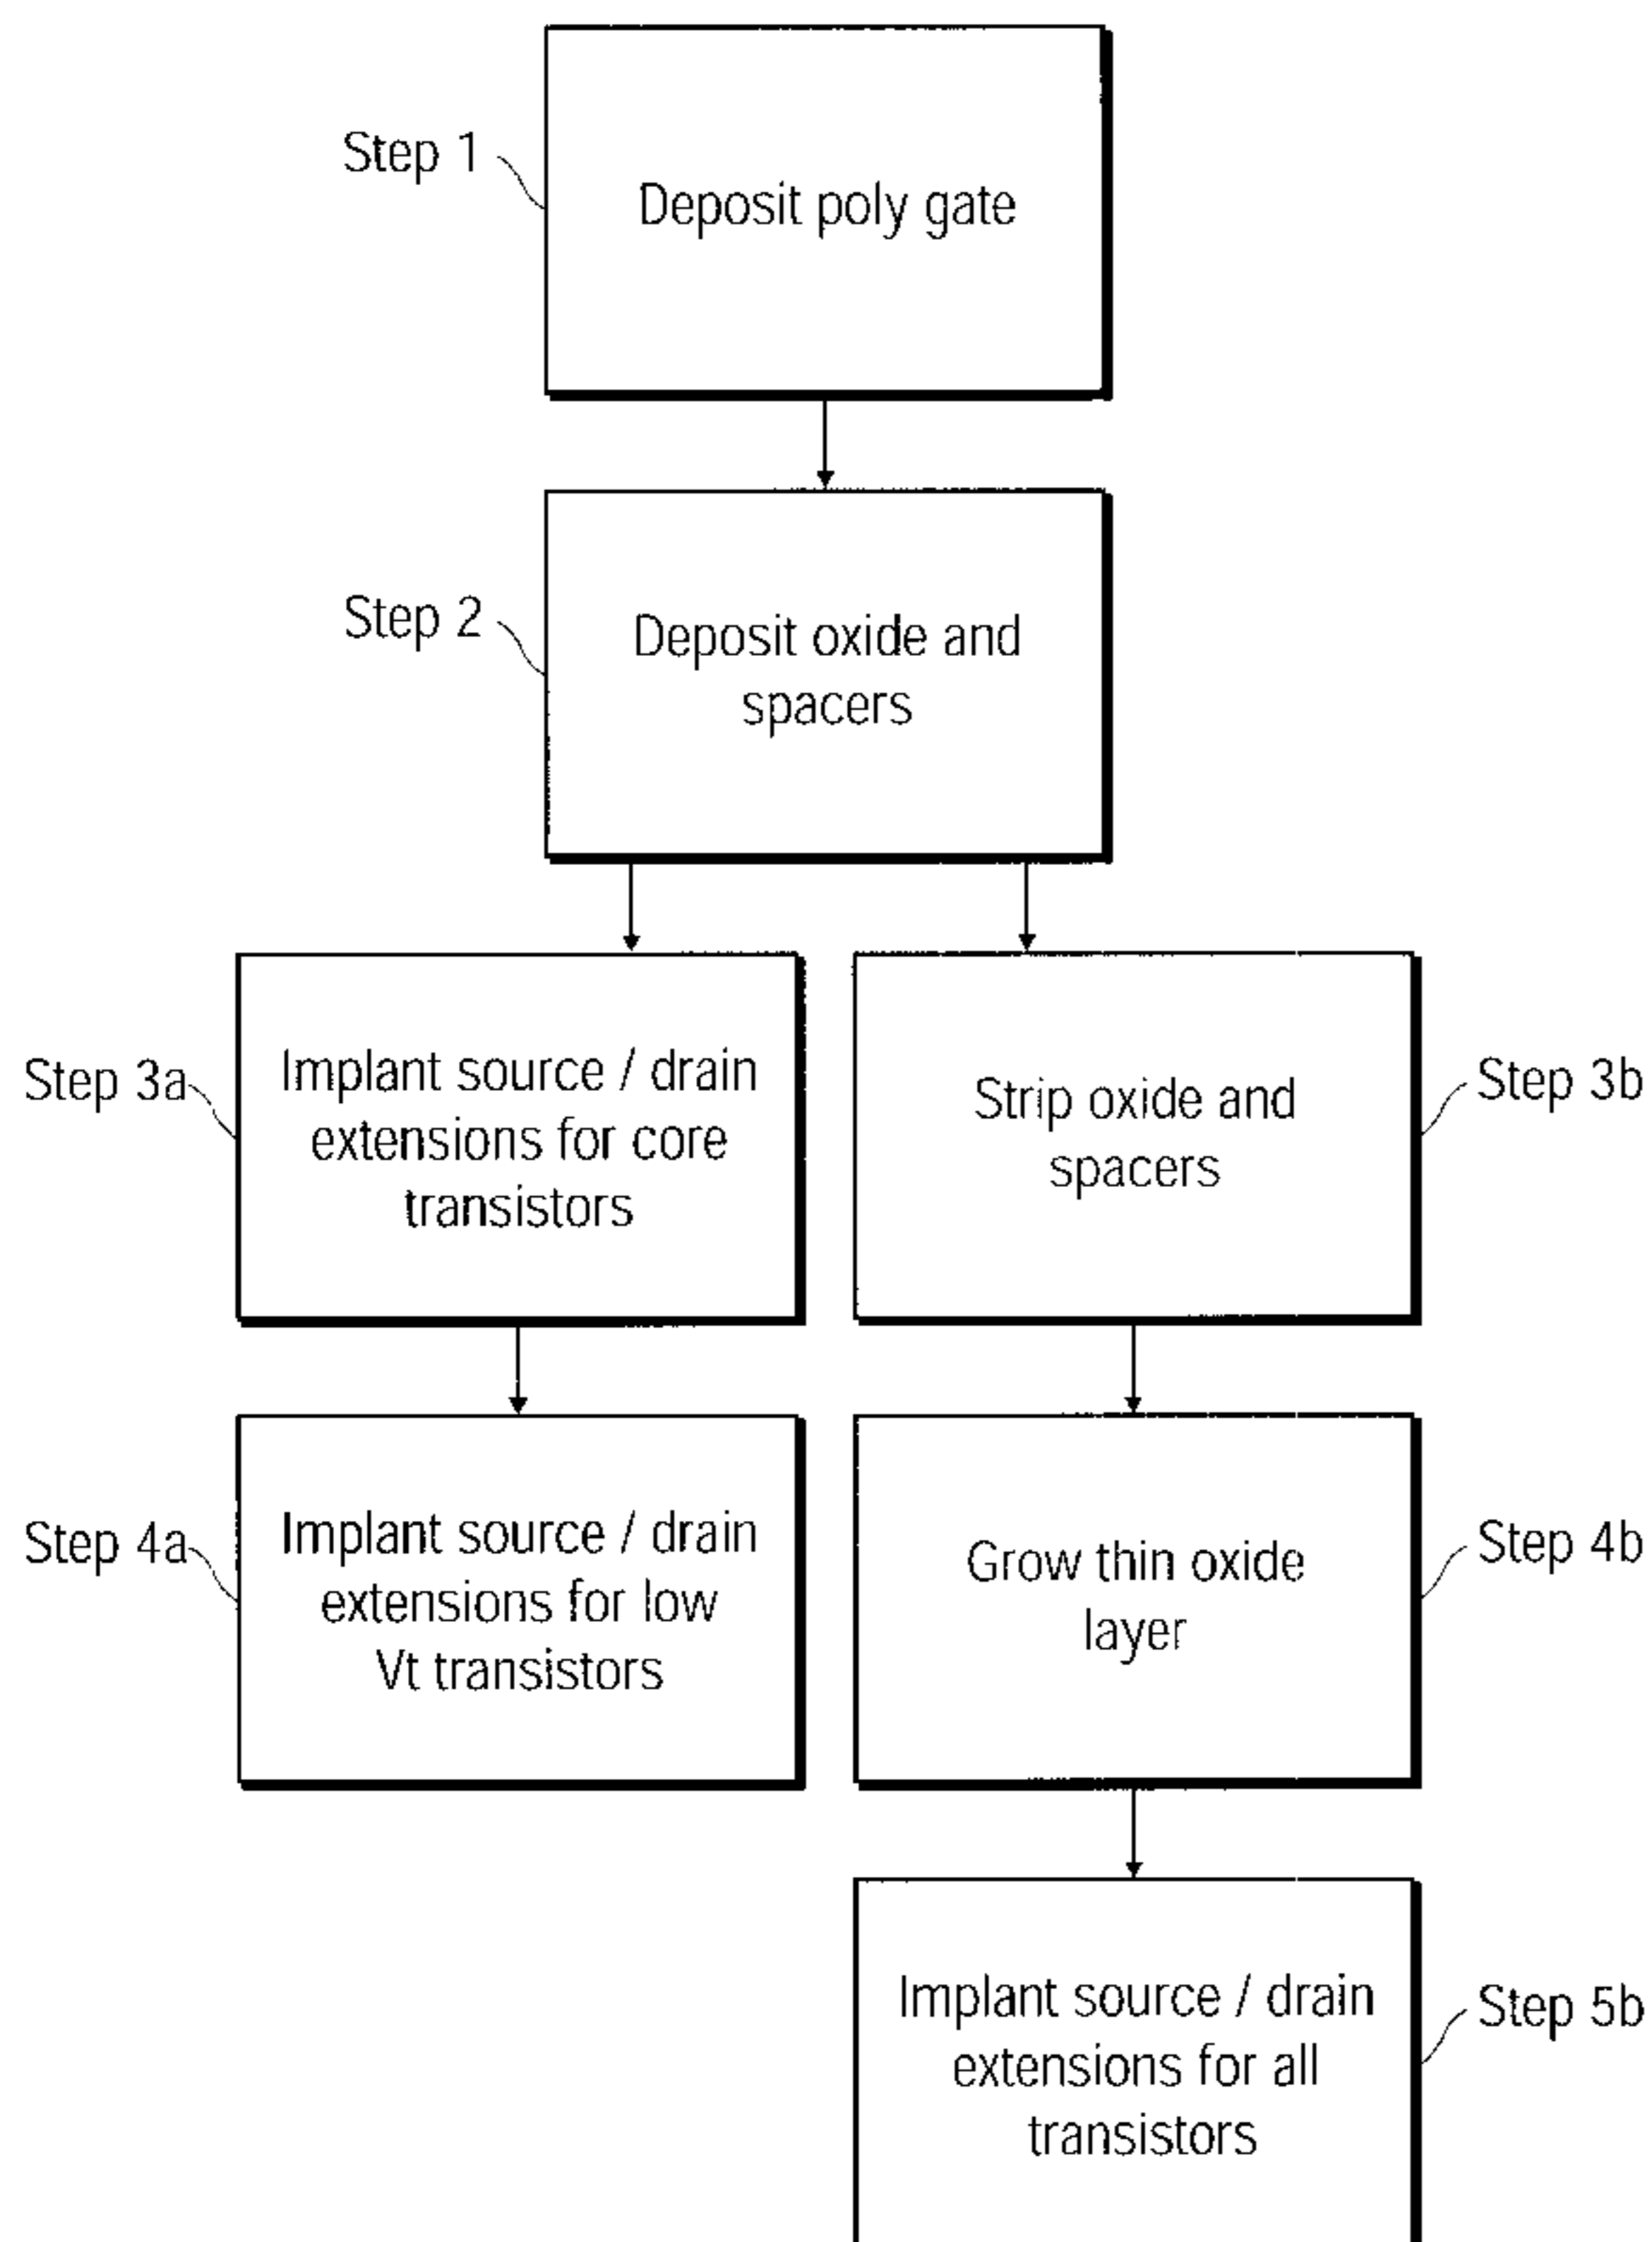 Step 1
Deposit poly gate
Step 2
Deposit oxide and
spacers
Step 3a
Implant source / drain
extensions for core
transistors
Strip oxide and
spacers
Step 3b
Step 4a
Implant source / drain
extensions for low
Vt transistors
Grow thin oxide
layer
Step 4b
Implant source / drain
extensions for all
transistors
Step 5b